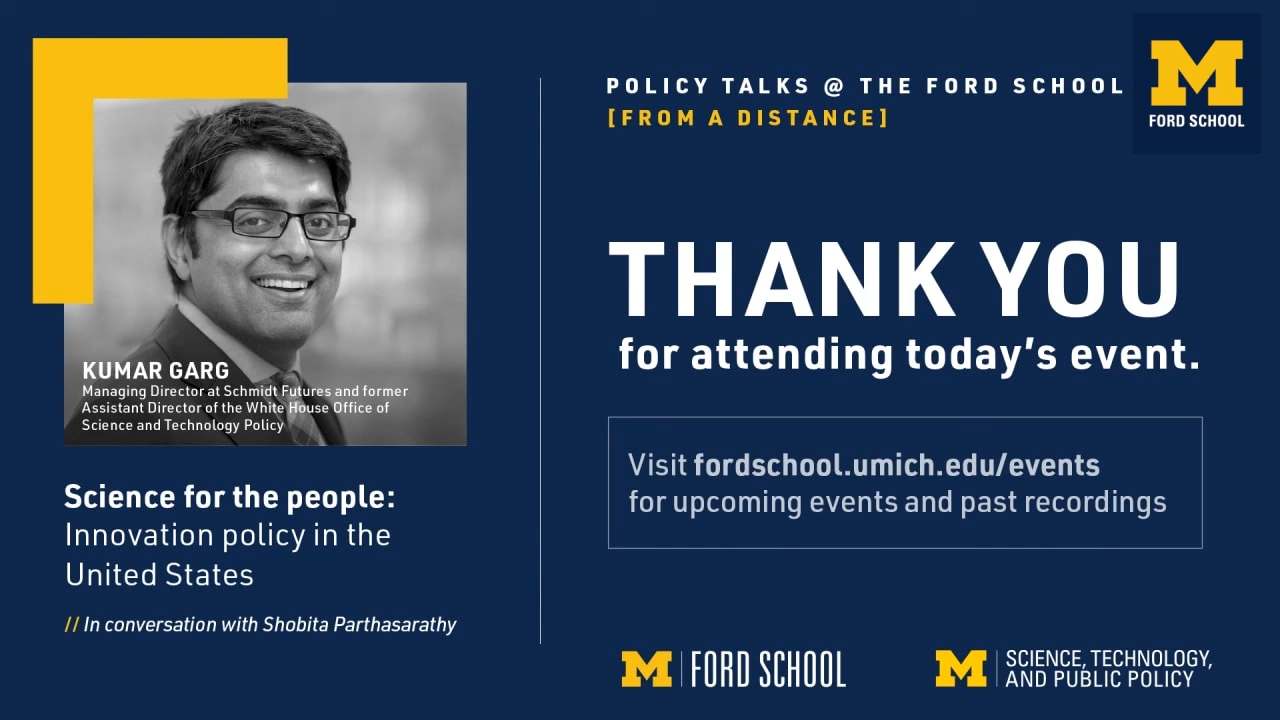 POLICY TALKS @ THE FORD SCHOOL
[FROM A DISTANCE]
M
FORD SCHOOL
KUMAR GARG
Managing Director at Schmidt Futures and former
Assistant Director of the White House Office of
Science and Technology Policy
Science for the people:
Innovation policy in the
United States
// In conversation with Shobita Parthasarathy
THANK YOU
for attending today's event.
Visit fordschool.umich.edu/events
for upcoming events and past recordings
M | FORD SCHOOL
M | SCIENCE, TECHNOLOGY,
AND PUBLIC POLICY